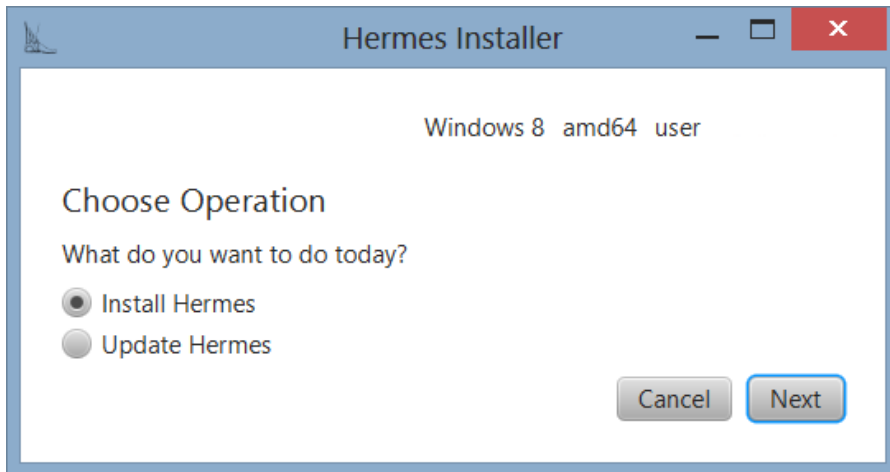 Hermes Installer
Windows 8 amd64 user
Choose Operation
What do you want to do today?
Install Hermes
Update Hermes
Cancel Next